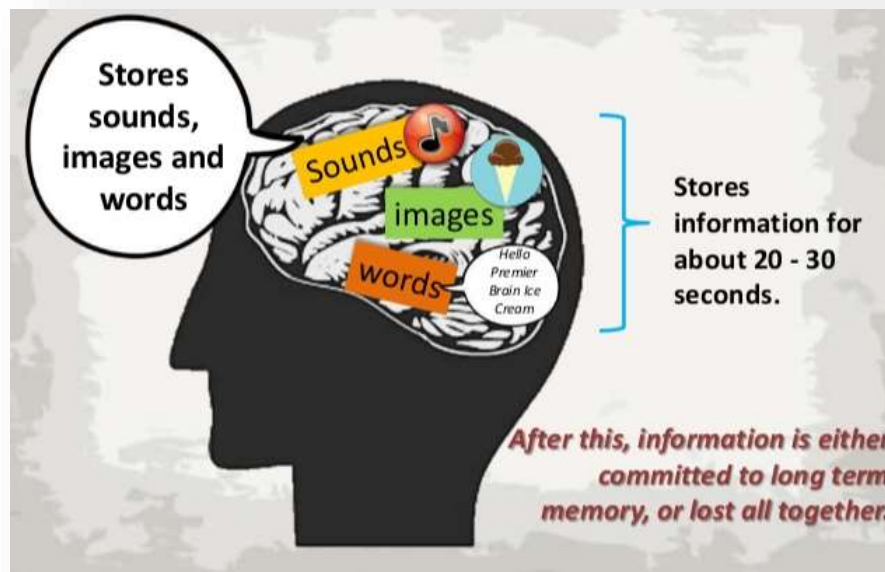 Stores
sounds,
images and
words
Sounds
images
words
Hello
Premier
Brain Ice
Cream
Stores
information for
about 20 - 30
seconds.
After this, information is either
committed to long term
memory, or lost all together.